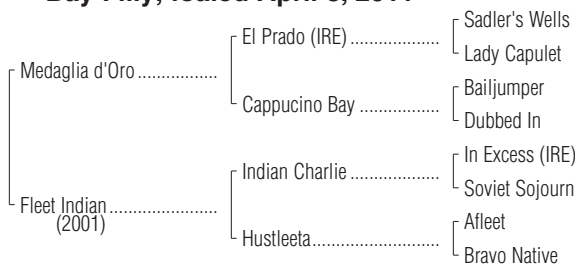 Sadler's Wells
El Prado (IRE)
Lady Capulet
Medaglia d'Oro
Bailjumper
Cappucino Bay
Dubbed In
In Excess (IRE)
Indian Charlie
Soviet Sojourn
Fleet Indian
(2001)
Afleet
Hustleeta
Bravo Native